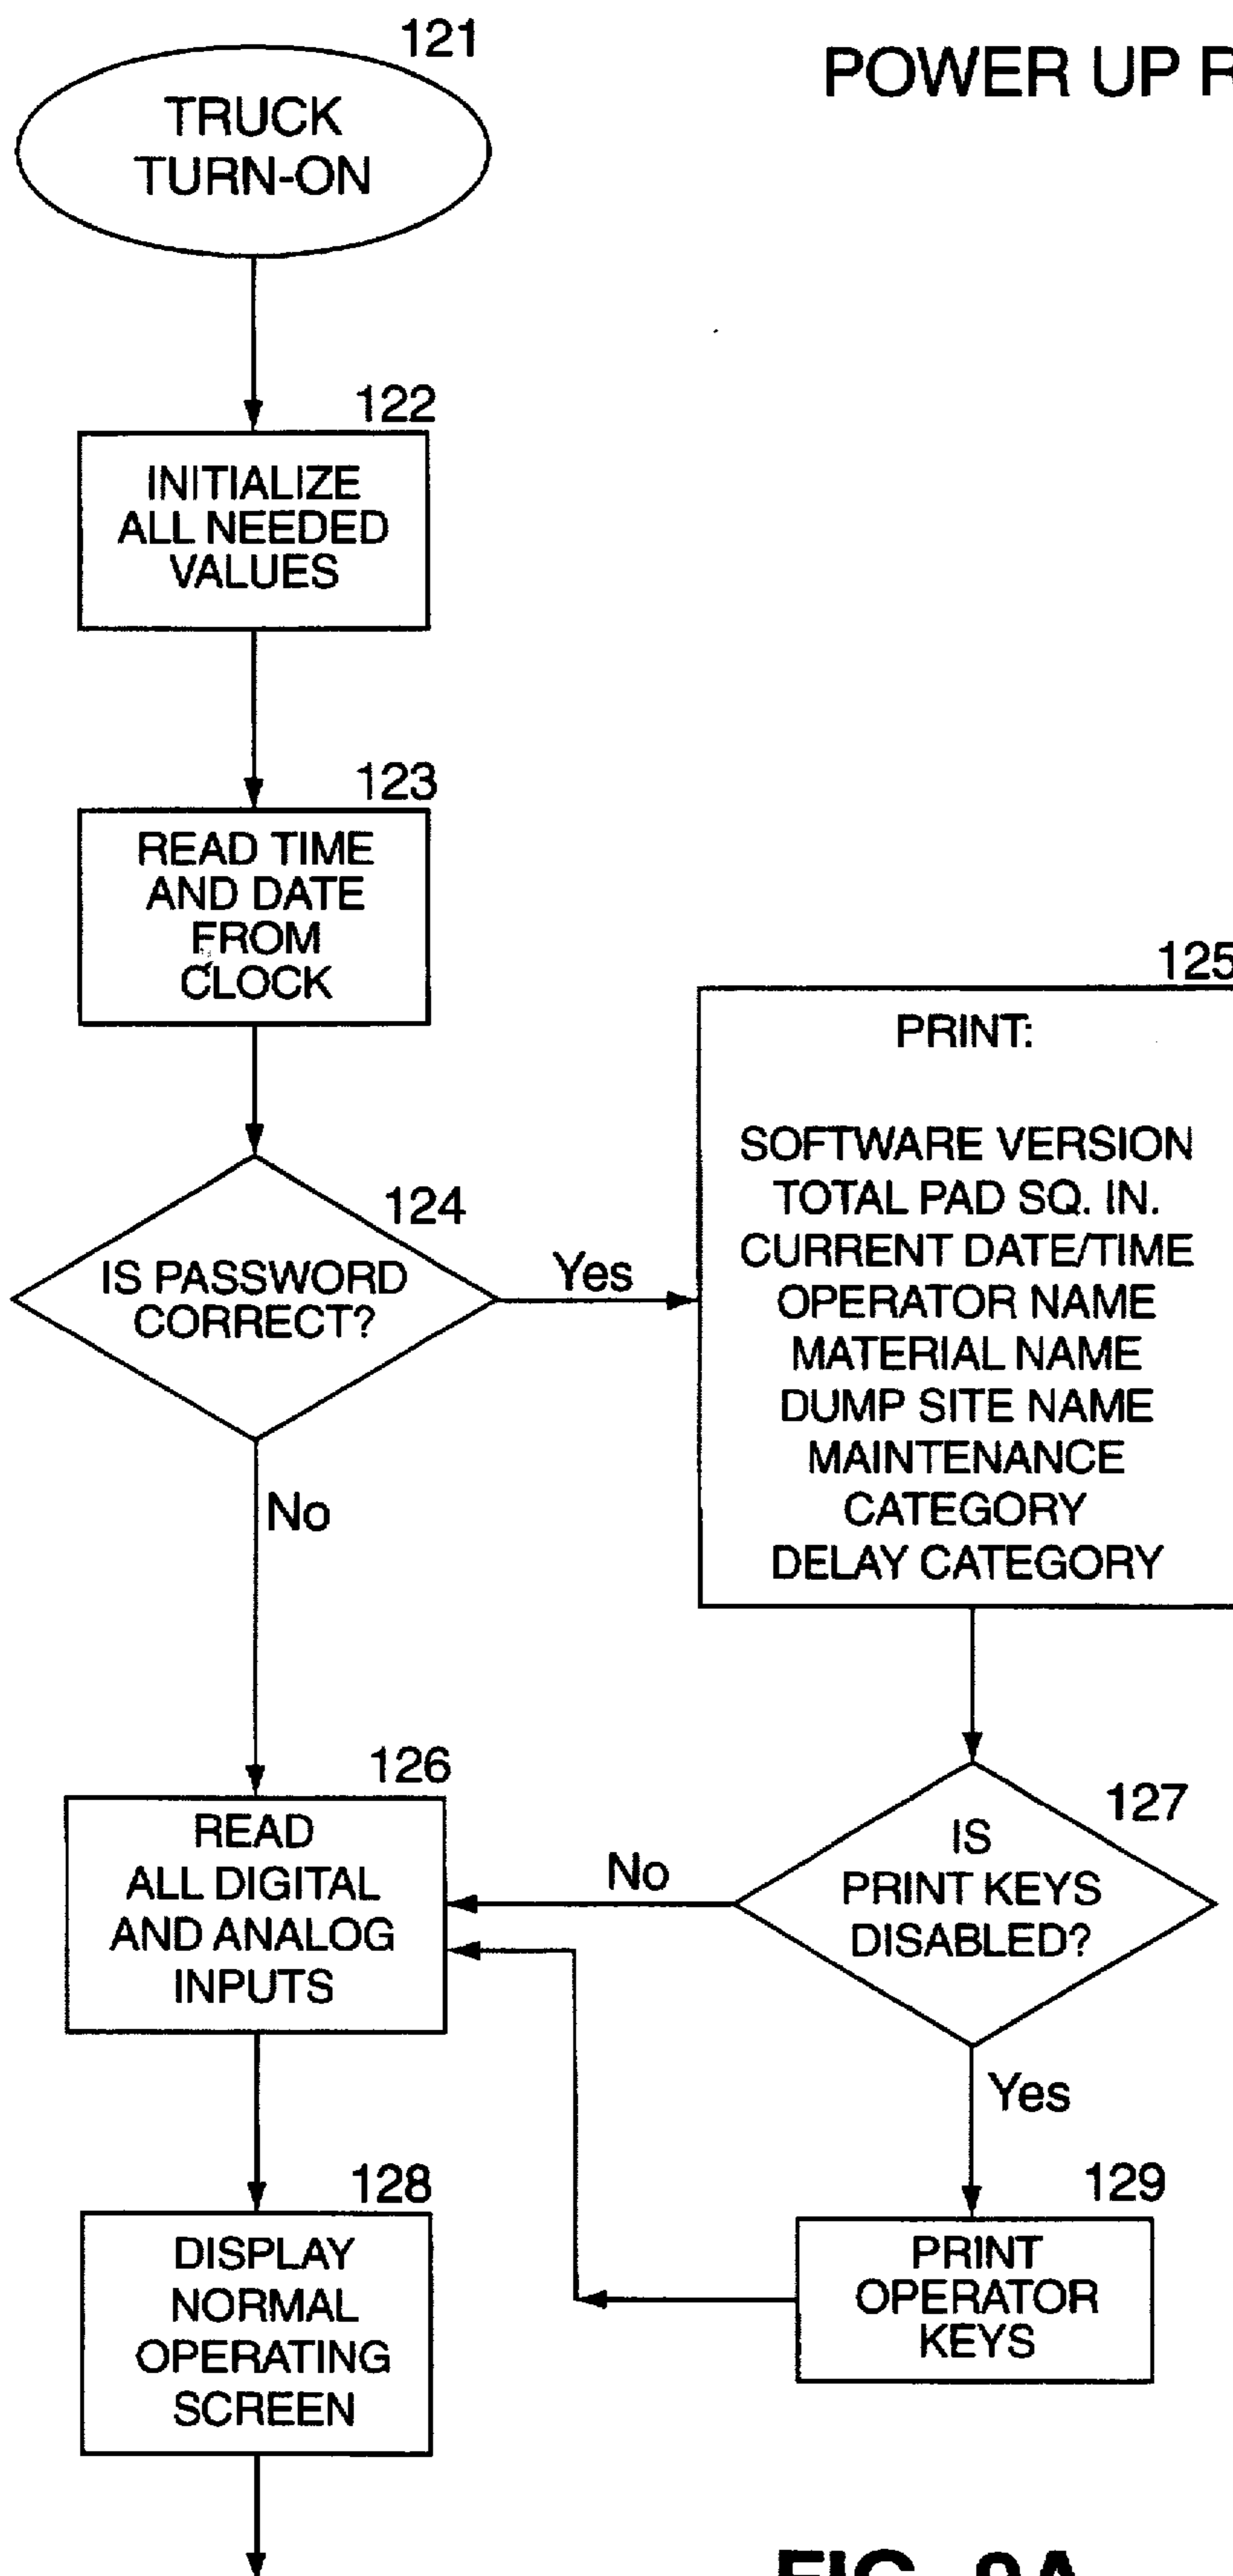 121
POWER UP R
TRUCK
TURN-ON
122
INITIALIZE
ALL NEEDED
VALUES
123
READ TIME
AND DATE
FROM
CLOCK
124
IS PASSWORD
CORRECT?
Yes
No
125
PRINT:
SOFTWARE VERSION
TOTAL PAD SQ. IN.
CURRENT DATE/TIME
OPERATOR NAME
MATERIAL NAME
DUMP SITE NAME
MAINTENANCE
CATEGORY
DELAY CATEGORY
126
READ
ALL DIGITAL
AND ANALOG
INPUTS
No
127
IS
PRINT KEYS
DISABLED?
Yes
128
DISPLAY
NORMAL
OPERATING
SCREEN
129
PRINT
OPERATOR
KEYS
FIG. 9A